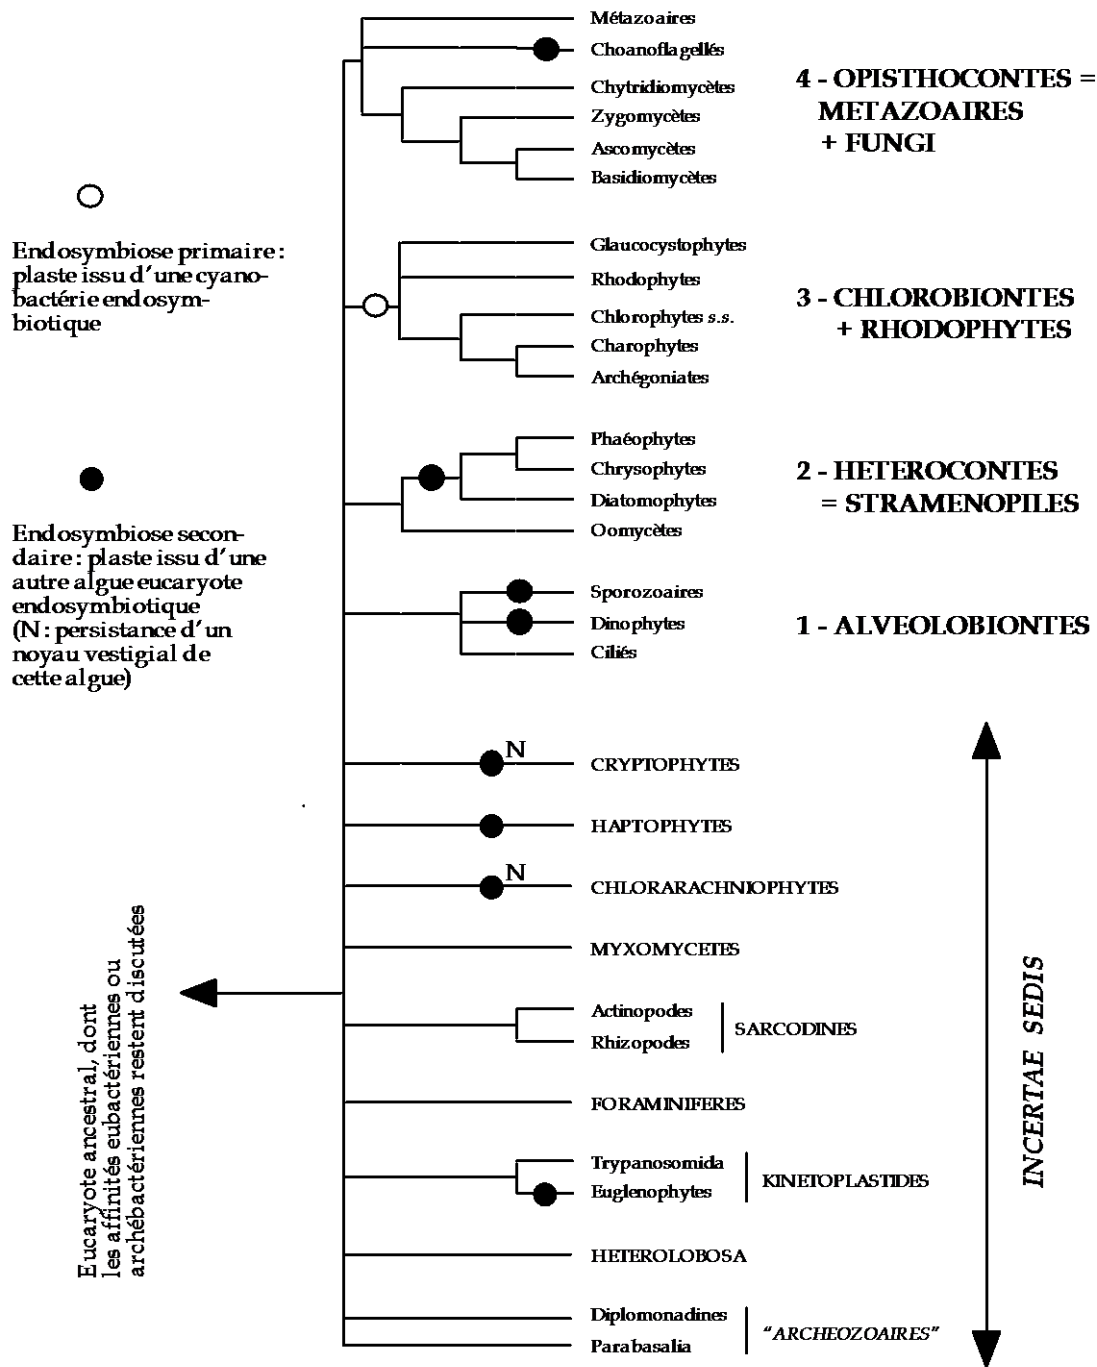 Métazoaires
Choanoflagellés
Chytridiomycètes
Zygomycètes
Ascomycètes
Basidiomycètes
4 - OPISTHOCONTES =
METAZOAIRES
+ FUNGI
Endosymbiose primaire :
plaste issu d'une cyano-
bactérie endosym-
biotique
Glaucocystophytes
Rhodophytes
Chlorophytes s.s.
Charophytes
Archégoniates
3 - CHLOROBIONTES
+ RHODOPHYTES
Endosymbiose secon-
daire : plaste issu d'une
autre algue eucaryote
endosymbiotique
(N : persistance d'un
noyau vestigial de
cette algue)
Phaéophytes
Chrysophytes
Diatomophytes
Oomycètes
2 - HETEROCONTES
= STRAMENOPILES
Sporozoaires
Dinophytes
Ciliés
1 - ALVEOLOBIONTES
N
CRYPTOPHYTES
HAPTOPHYTES
N
CHLORARACHNIOPHYTES
MYXOMYCETES
Actinopodes
Rhizopodes
SARCODINES
FORAMINIFERES
Trypanosomida
Euglenophytes
KINETOPLASTIDES
HETEROLOBOSA
Diplomonadines
Parabasalia
"ARCHEOZOAIRES"
INCERTAE SEDIS
Eucaryote ancestral, dont
les affinités eubactériennes ou
archébactériennes restent discutées